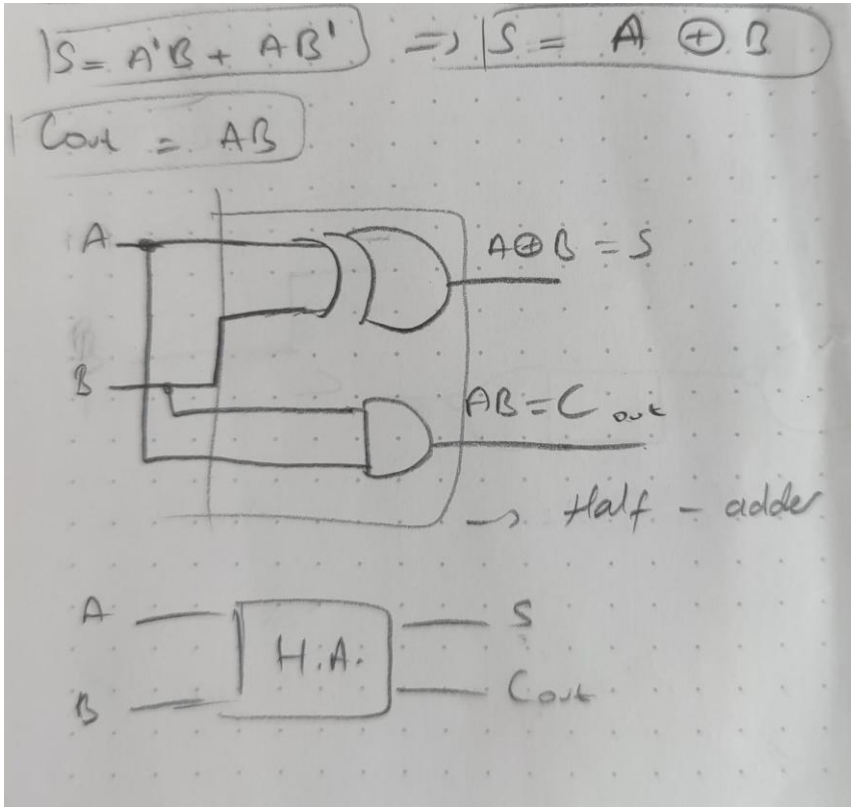 S = A'B + AB' => S = A ⊕ B
Cout = AB
A
A⊕B = S
B
AB = Cout
-> Half - adder
A
S
H.A.
B
Cout